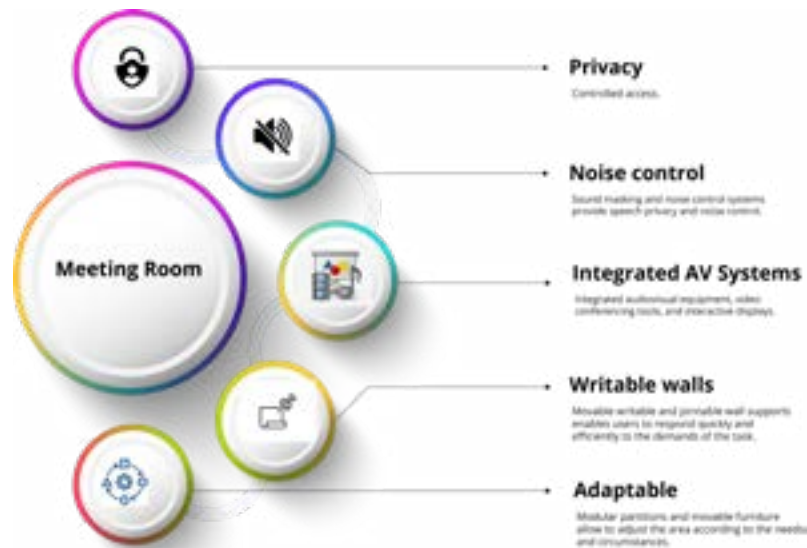 Meeting Room
Privacy
Controlled access.
Noise control
Sound masking and noise control systems
provide speech privacy and noise control.
Integrated AV Systems
Integrated audiovisual equipment, video
conferencing tools, and interactive displays.
Writable walls
Movable writable and pinnable wall supports
enables users to respond quickly and
efficiently to the demands of the task.
Adaptable
Modular partitions and movable furniture
allow to adjust the area according to the needs
and circumstances.